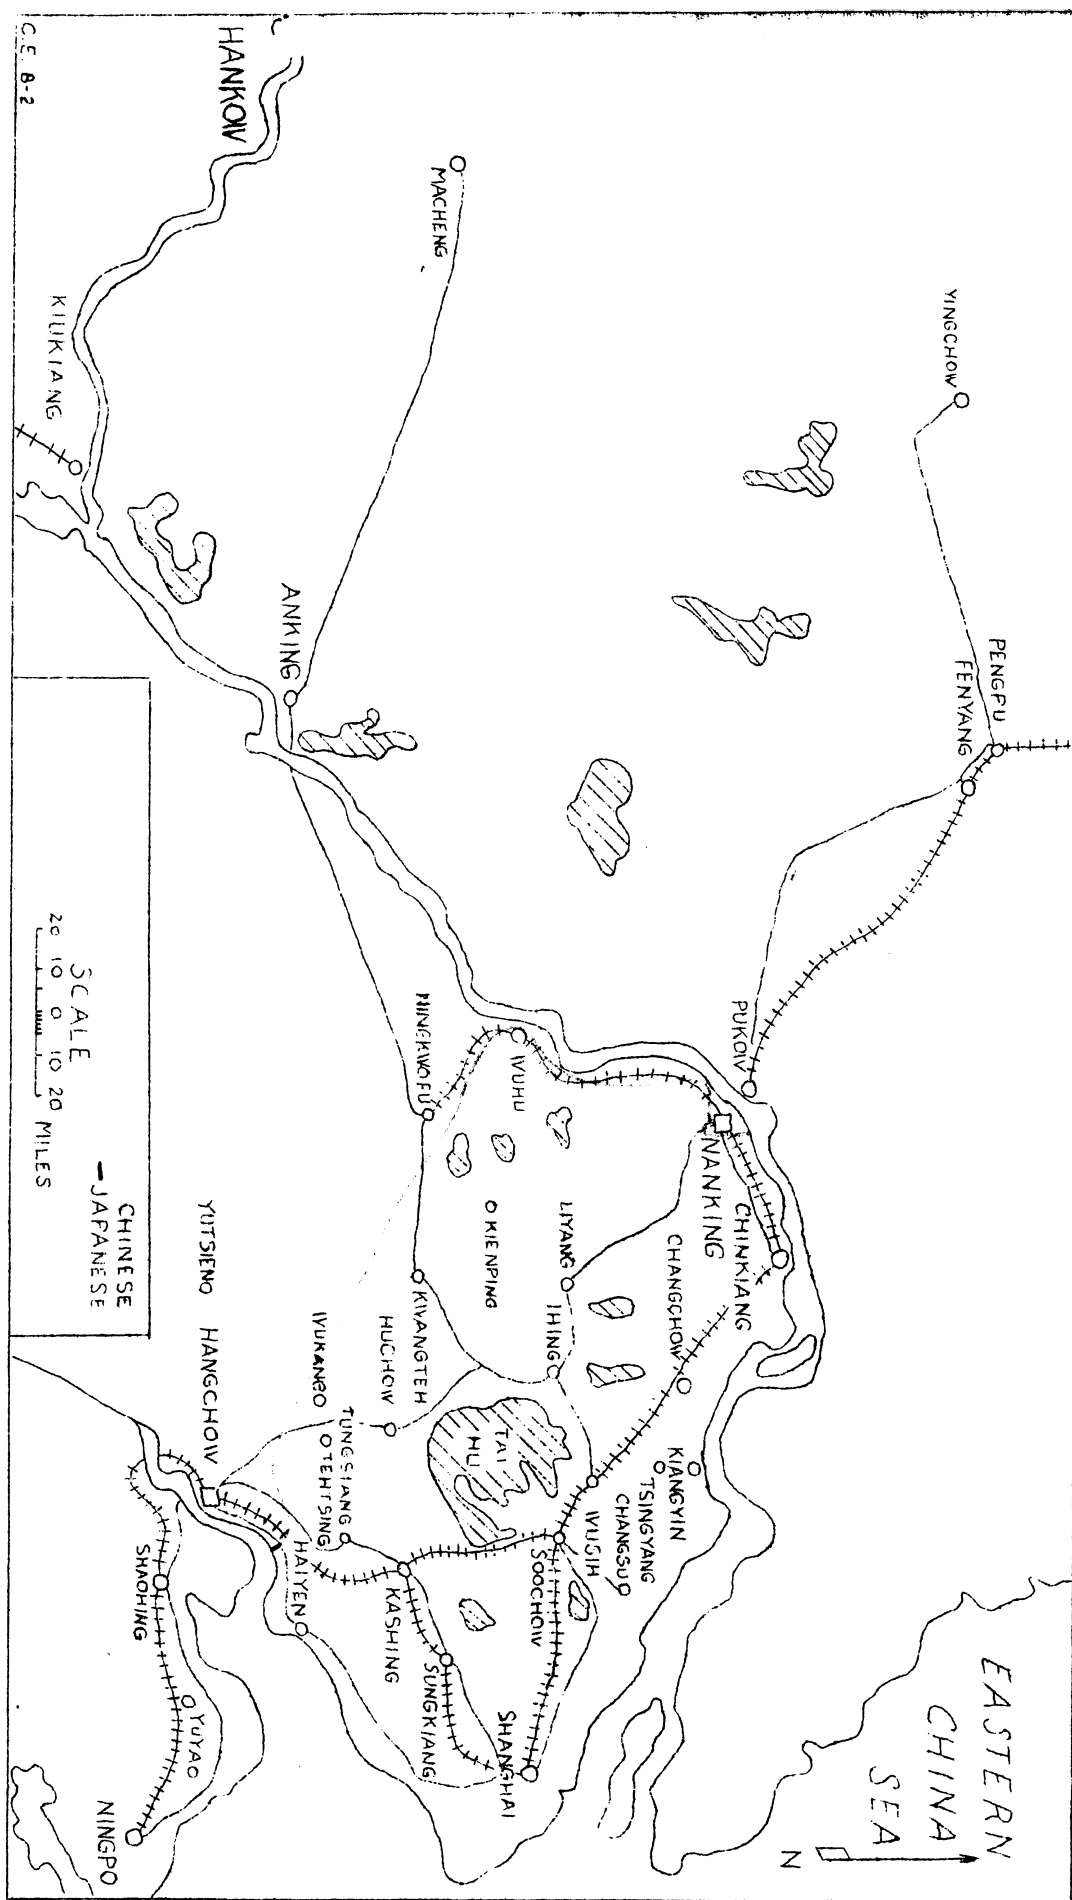 C.E. 8-2
HANKOW
KIUKIANG
MACHENG
YINGCHOW
ANKING
PENGPU
FENYANG
PUKOW
NINGKWOFU
WUHU
NANKING
CHINKIANG
KIENPING
LIYANG
CHANGCHOW
KWANGTEH
IHING
HUCHOW
WUKANGO
YUTSIENO
HANGCHOW
TUNGSIANG
TEHTSING
TAI
HU
KIANGYIN
TSINGYANG
CHANGSUO
WUSIH
SOOCHOW
HAIYEN
KASHING
SUNGKIANG
SHANGHAI
SHAOHING
YUYAO
NINGPO
EASTERN
CHINA
SEA
N
CHINESE
JAPANESE
SCALE
20 10 0 10 20 MILES